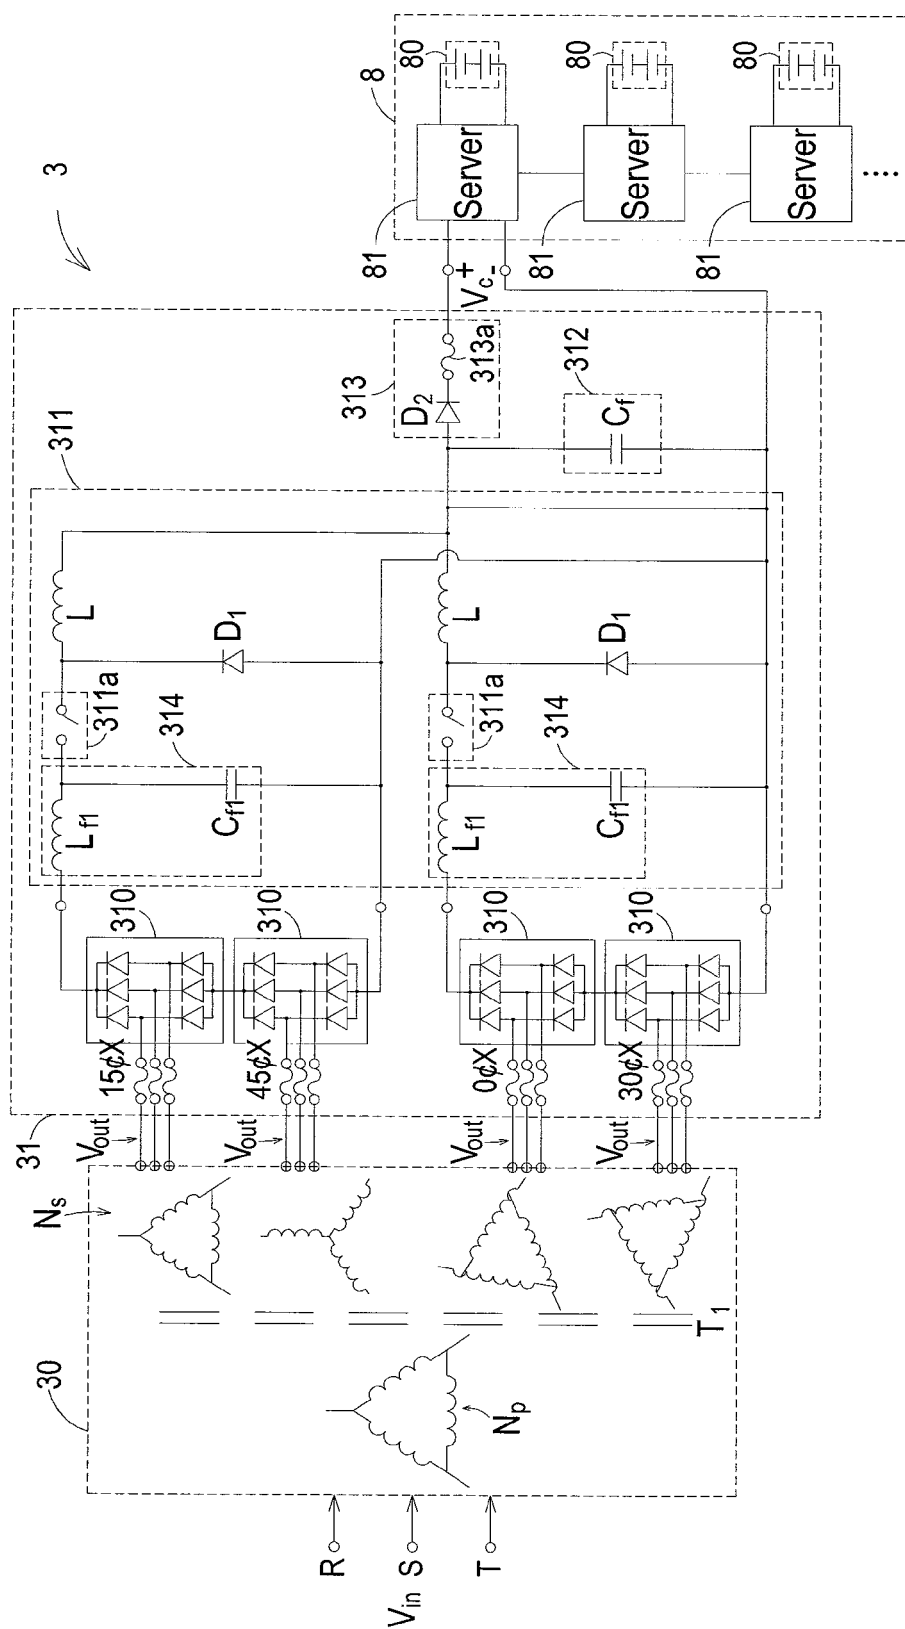 3
8
81
Server
80
81
Server
80
81
Server
80
....
31
311
313
D2
313a
Vc
+
-
312
Cf
L
D1
311a
314
Lf1
Cf1
L
D1
311a
314
Lf1
Cf1
310
310
310
310
15¢X
45¢X
0¢X
30¢X
Vout
Vout
Vout
Vout
30
Ns
Np
T1
R
Vin S
T